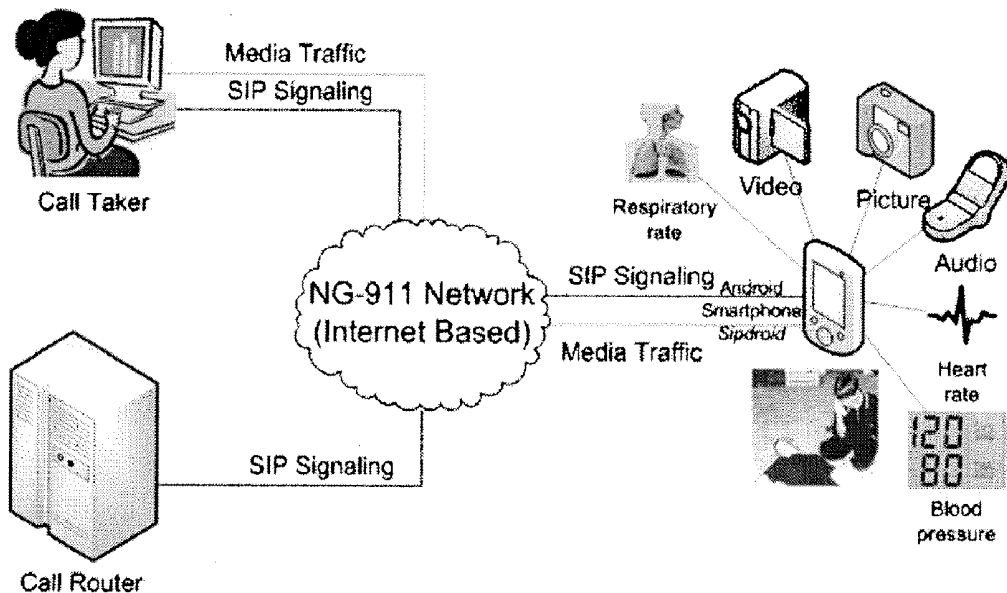 Media Traffic
SIP Signaling
Call Taker
Respiratory
rate
Video
Picture
Audio
NG-911 Network
(Internet Based)
SIP Signaling
Android
Smartphone
Sipdroid
Media Traffic
Heart
rate
120
80
Blood
pressure
SIP Signaling
Call Router